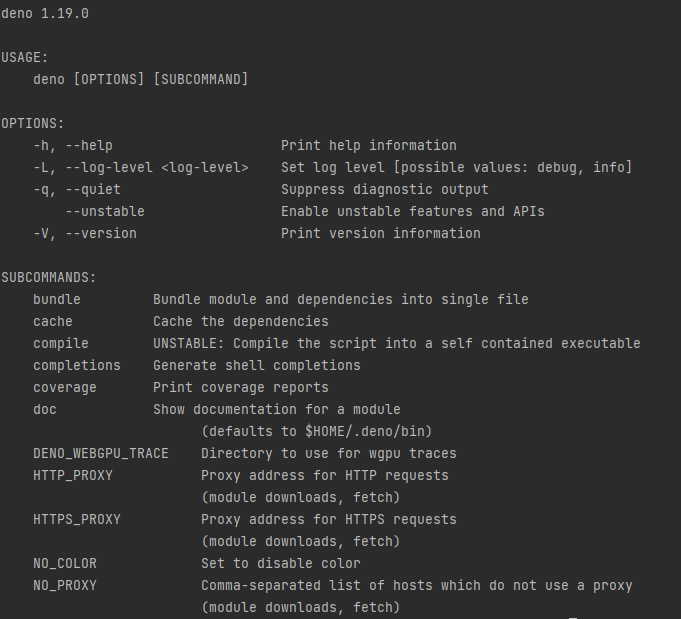 deno 1.19.0
USAGE:
deno [OPTIONS] [SUBCOMMAND]
OPTIONS:
-h, --help Print help information
-L, --log-level <log-level> Set log level [possible values: debug, info]
-q, --quiet Suppress diagnostic output
--unstable Enable unstable features and APIs
-V, --version Print version information
SUBCOMMANDS:
bundle Bundle module and dependencies into single file
cache Cache the dependencies
compile UNSTABLE: Compile the script into a self contained executable
completions Generate shell completions
coverage Print coverage reports
doc Show documentation for a module
(defaults to $HOME/.deno/bin)
DENO_WEBGPU_TRACE Directory to use for wgpu traces
HTTP_PROXY Proxy address for HTTP requests
(module downloads, fetch)
HTTPS_PROXY Proxy address for HTTPS requests
(module downloads, fetch)
NO_COLOR Set to disable color
NO_PROXY Comma-separated list of hosts which do not use a proxy
(module downloads, fetch)